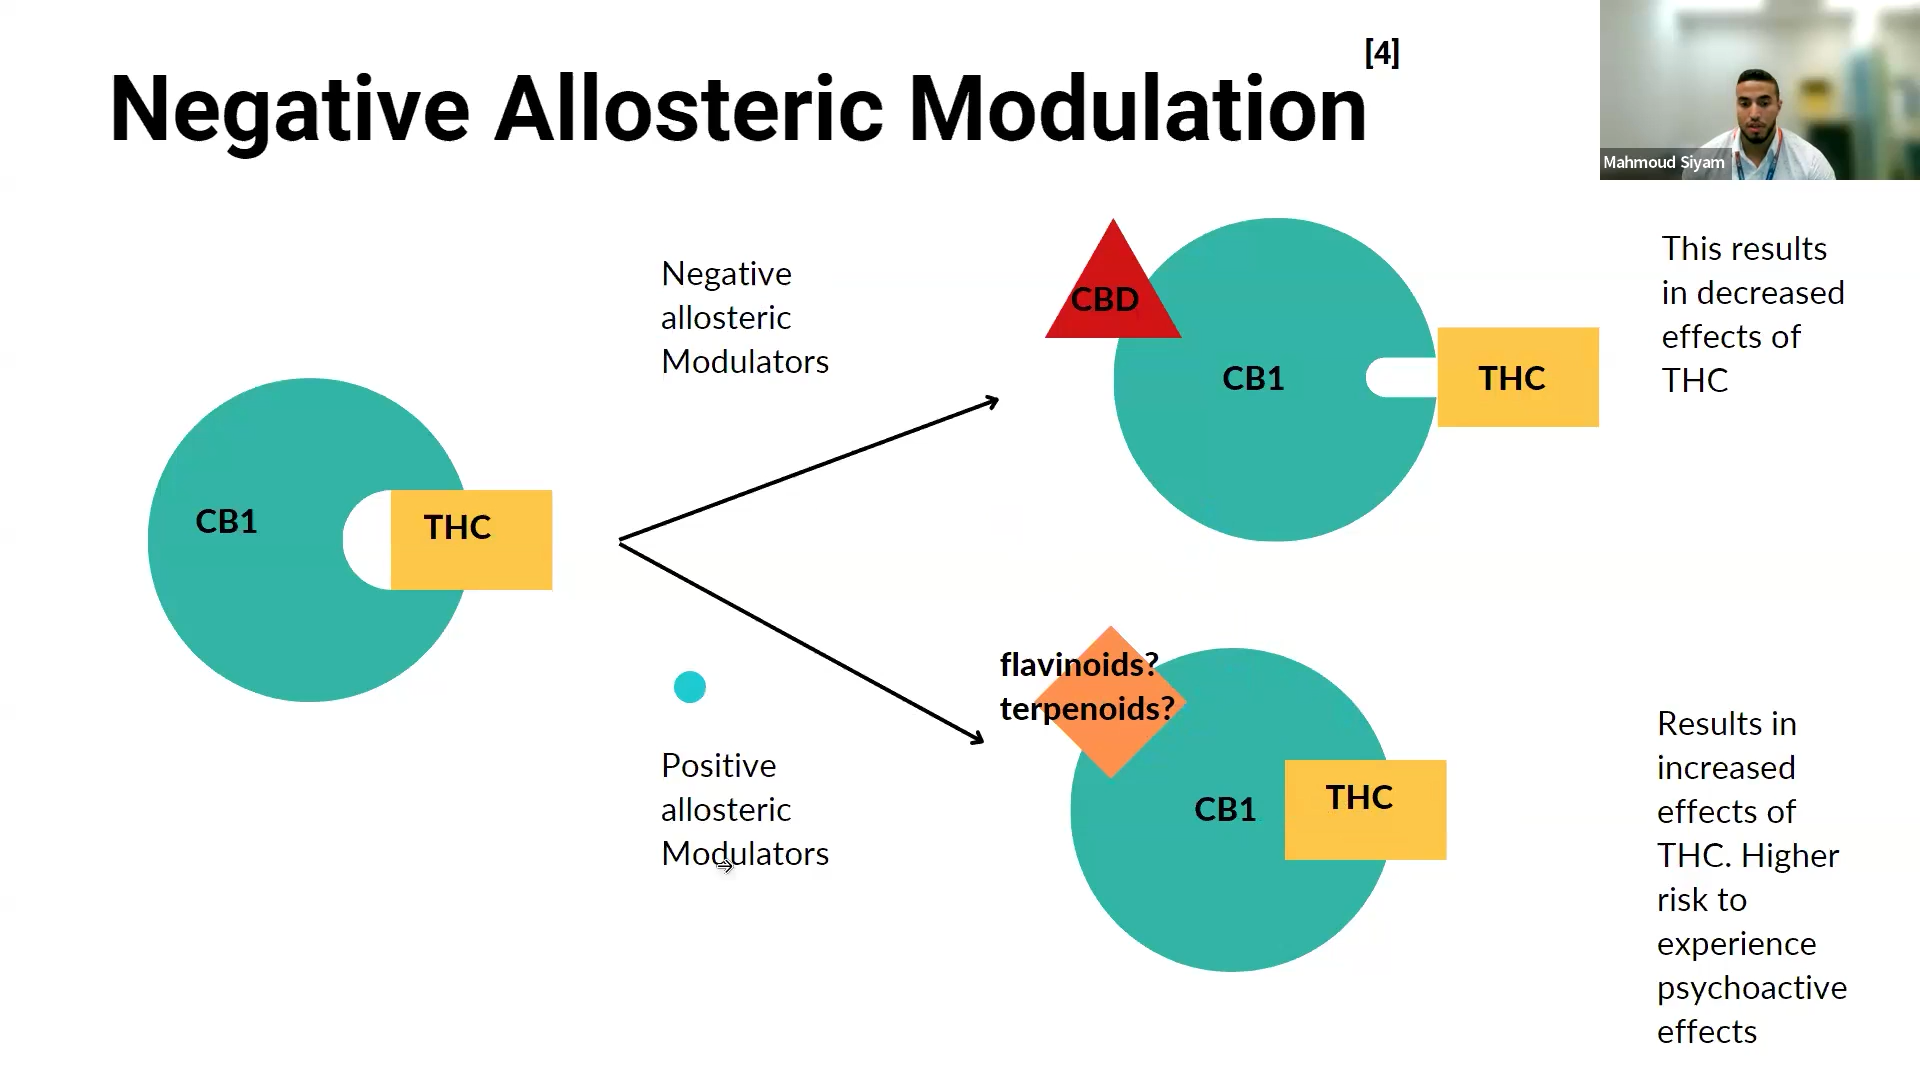 [4]
Negative Allosteric Modulation
Mahmoud Siyam
Negative
allosteric
Modulators
CBD
CB1
THC
This results
in decreased
effects of
THC
CB1
THC
flavinoids?
terpenoids?
CB1
THC
Positive
allosteric
Modulators
Results in
increased
effects of
THC. Higher
risk to
experience
psychoactive
effects